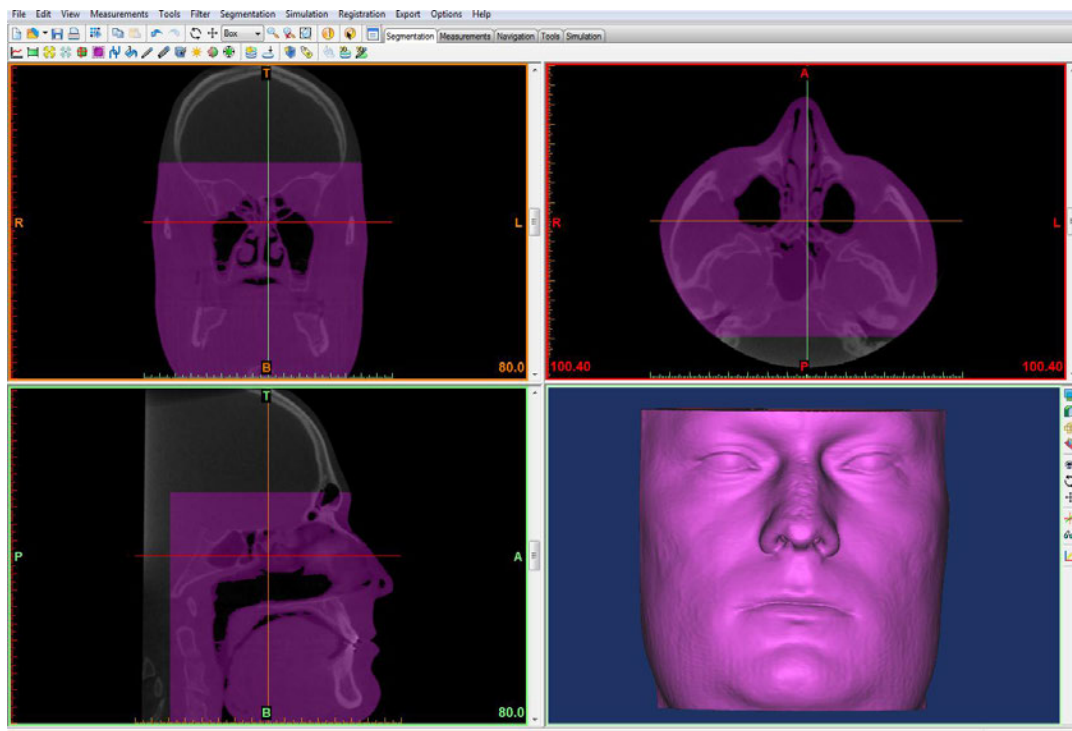 File Edit View Measurements Tools Filter Segmentation Simulation Registration Export Options Help
Box Segmentation Measurements Navigation Tools Simulation
T
R L
B 80.0
A
R L
100.40 P 100.40
T
P A
B 80.0